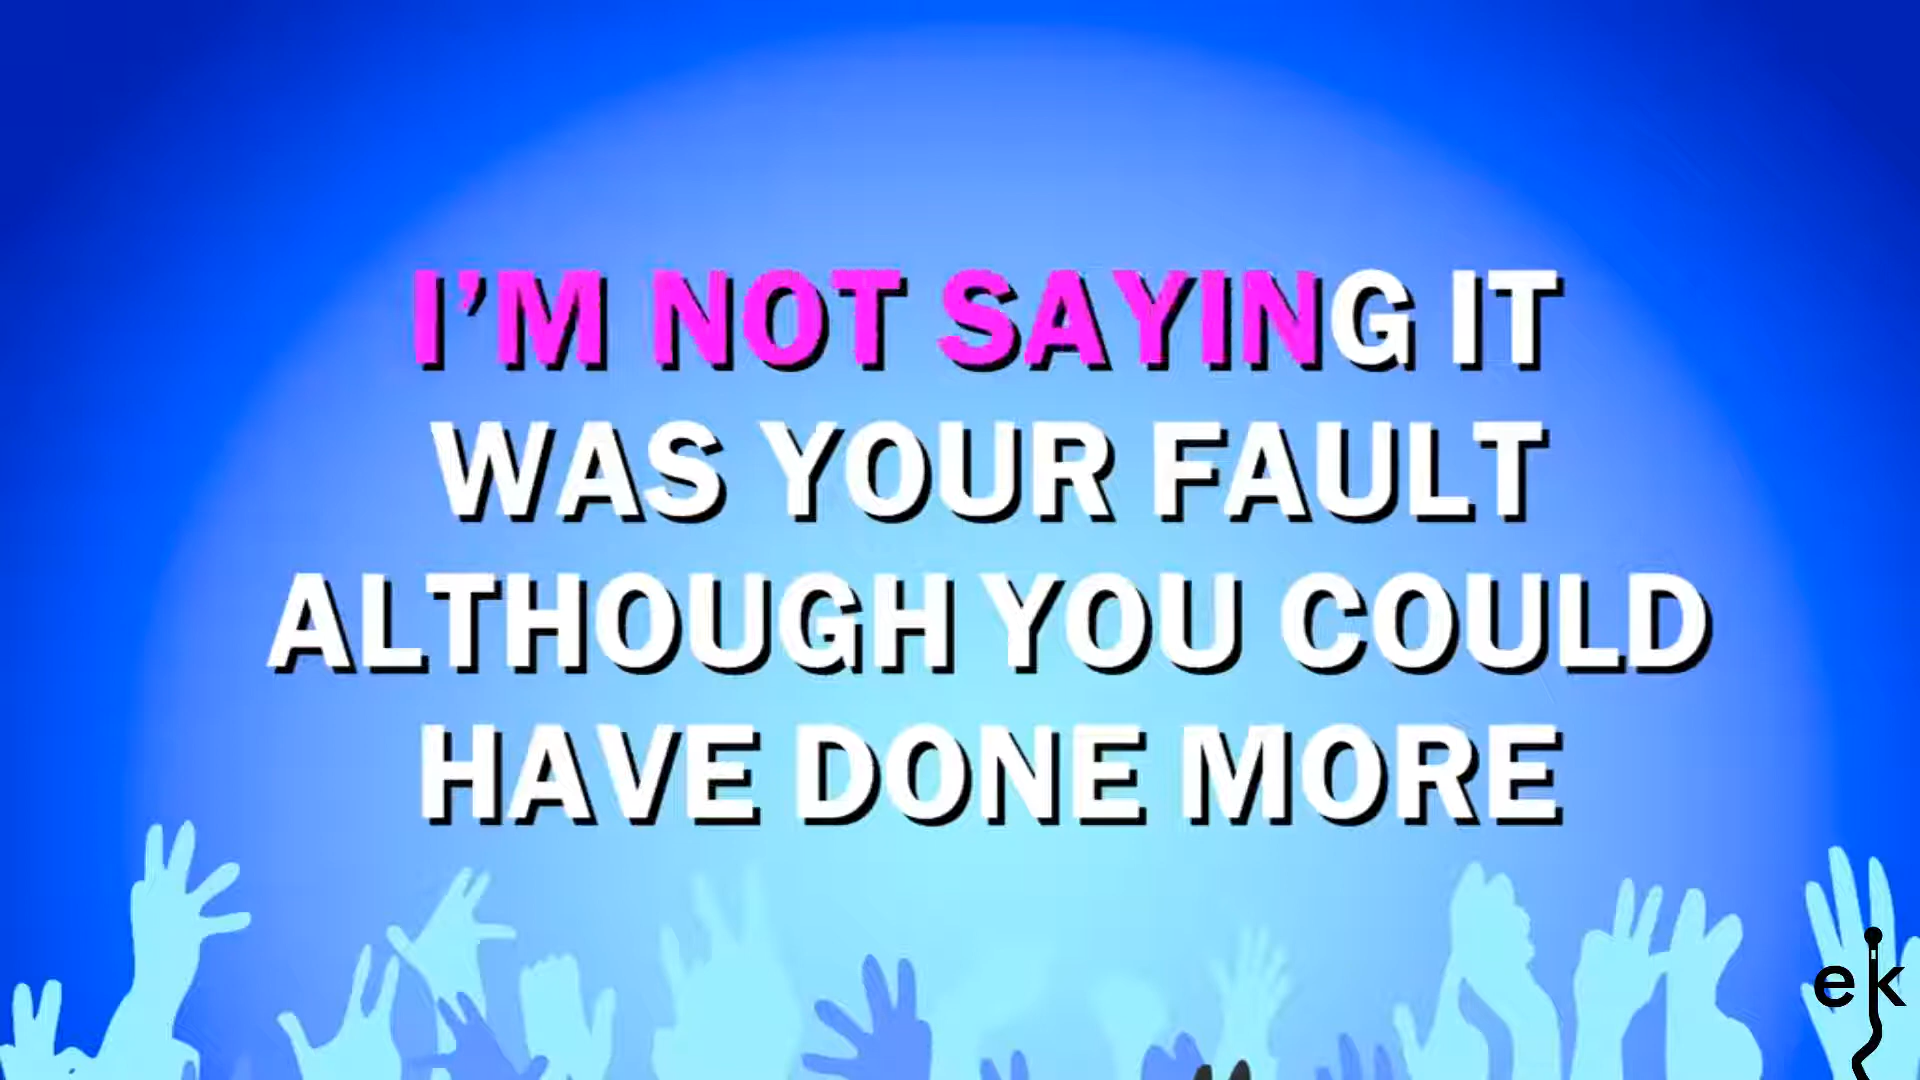 I’M NOT SAYING IT
WAS YOUR FAULT
ALTHOUGH YOU COULD
HAVE DONE MORE
ek